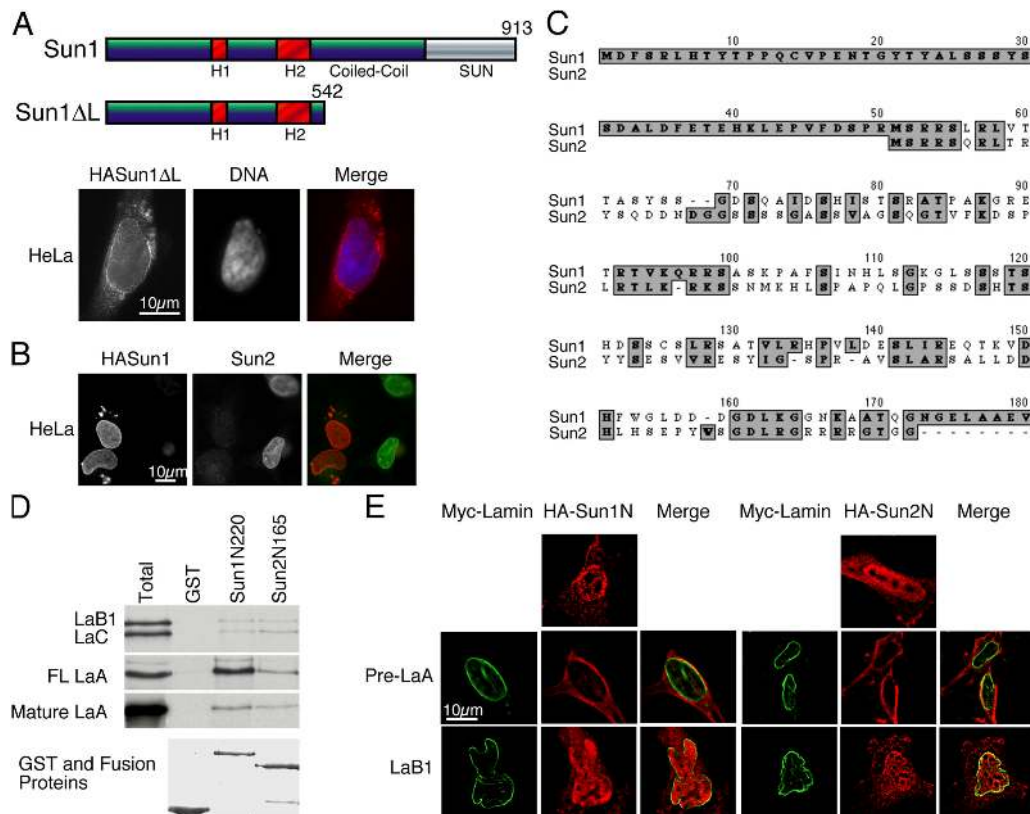 A
913
Sun1
H1 H2 Coiled-Coil SUN
542
Sun1ΔL
H1 H2
HASun1ΔL DNA Merge
HeLa
10µm
B
HASun1 Sun2 Merge
HeLa
10µm
C
10 20 30
Sun1 M D F S R L H T Y T P P Q C V P E N T G Y T Y A L S S S Y S
Sun2
40 50 60
Sun1 S D A L D F E T E H K L E P V F D S P R M S R R S L R L V T
Sun2 M S R R S Q R L T R
70 80 90
Sun1 T A S Y S S - - G D S Q A I D S H I S T S R A T P A K G R E
Sun2 Y S Q D D N D G G S S S S G A S S V A G S Q G T V F K D S P
100 110 120
Sun1 T R T V K Q R R S A S K P A F S I N H L S G K G L S S S T S
Sun2 L R T L K - R K S S N M K H L S P A P Q L G P S S D S H T S
130 140 150
Sun1 H D S S C S L R S A T V L R H P V L D E S L I R E Q T K V D
Sun2 Y Y S E S V V R E S Y I G - S P R - A V S L A R S A L L D D
160 170 180
Sun1 H F W G L D D - D G D L K G G N K A A T Q G N G E L A A E V
Sun2 H L H S E P Y W S G D L R G R R R R G T G G - - - - - - - -
D
Total GST Sun1N220 Sun2N165
LaB1
LaC
FL LaA
Mature LaA
GST and Fusion
Proteins
E
Myc-Lamin HA-Sun1N Merge Myc-Lamin HA-Sun2N Merge
Pre-LaA
10µm
LaB1